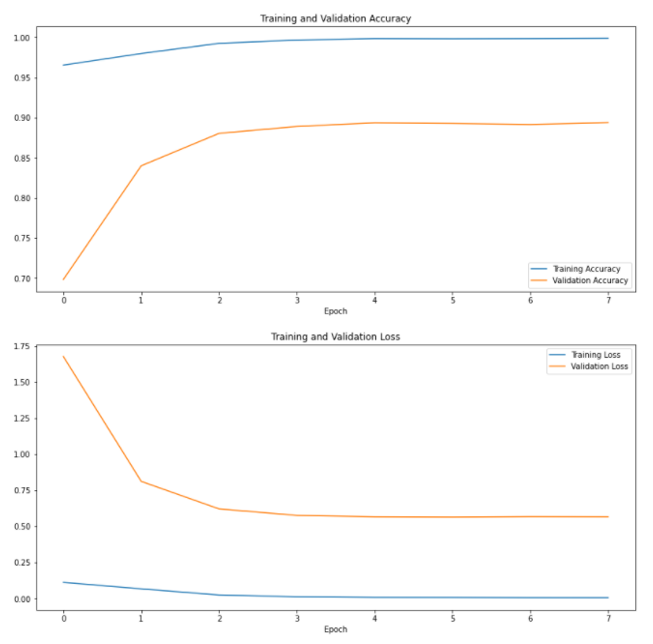 Training and Validation Accuracy
1.00
0.95
0.90
0.85
0.80
0.75
0.70
Training Accuracy
Validation Accuracy
0 1 2 3 4 5 6 7
Epoch
Training and Validation Loss
1.75
1.50
1.25
1.00
0.75
0.50
0.25
0.00
Training Loss
Validation Loss
0 1 2 3 4 5 6 7
Epoch